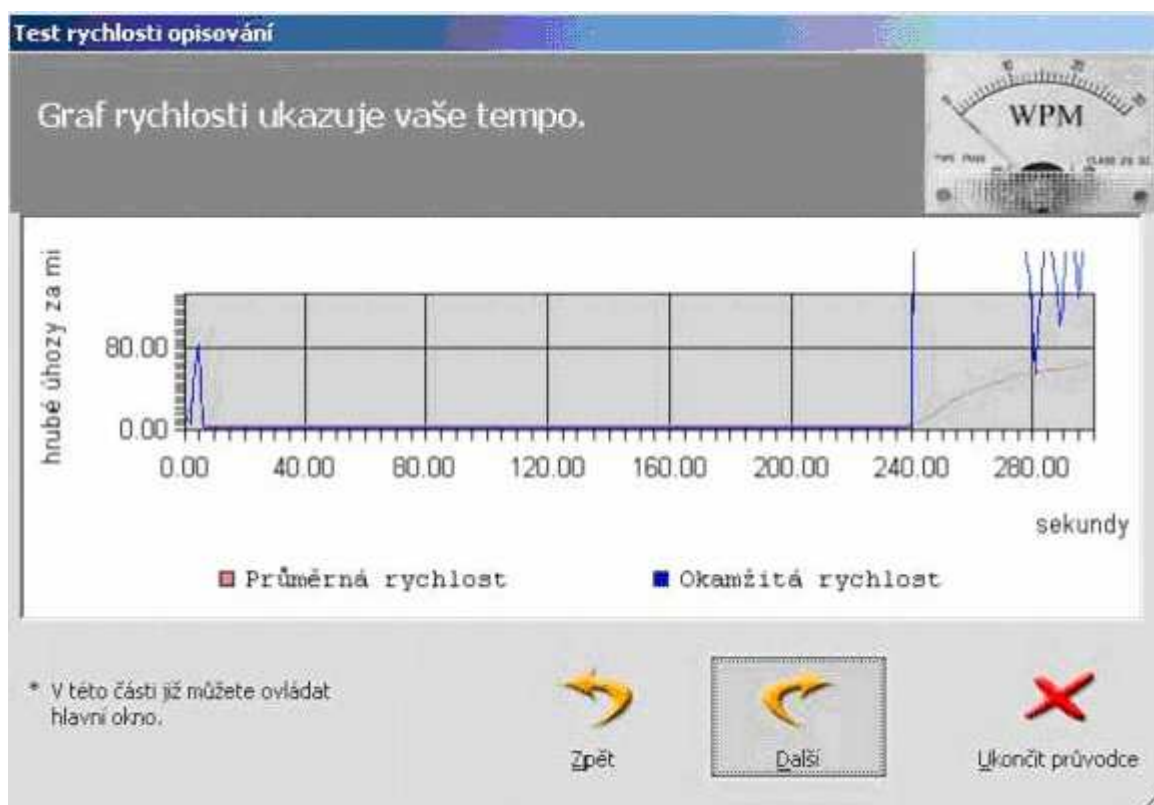 Test rychlosti opisování
Graf rychlosti ukazuje vaše tempo.
10
WPM
hrubé úhozy za mi
80.00
0.00
0.00 40.00 80.00 120.00 160.00 200.00 240.00 280.00
sekundy
Průměrná rychlost Okamžitá rychlost
* V této části již můžete ovládat
hlavní okno.
Zpět Další Ukončit průvodce